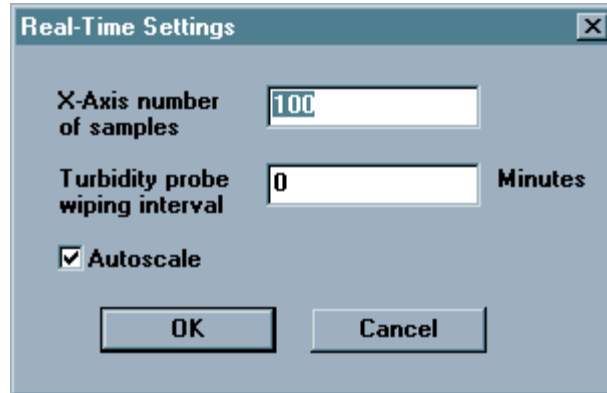 Real-Time Settings
X-Axis number
of samples
100
Turbidity probe
wiping interval
0
Minutes
Autoscale
OK
Cancel